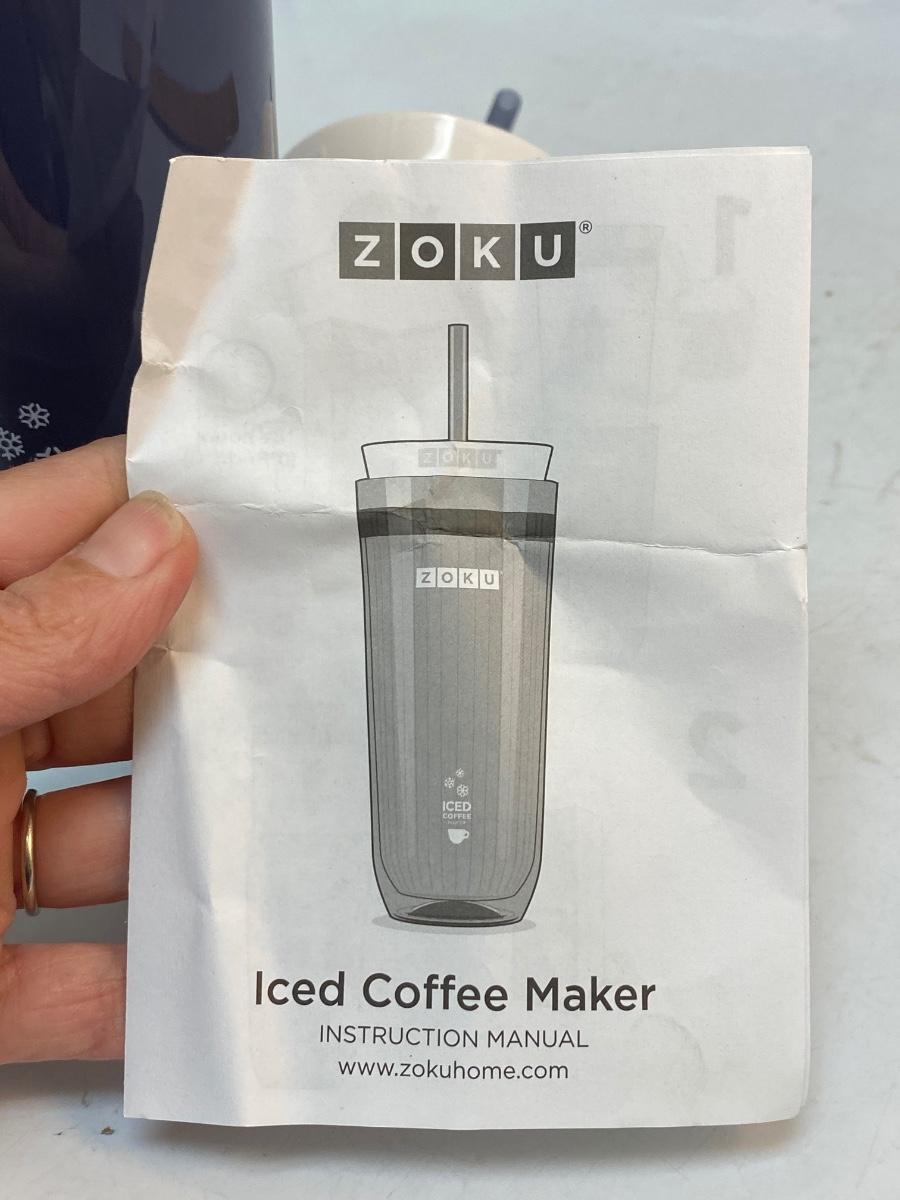 ZOKU®
ZOKU
ZOKU
ICED
COFFEE
Iced Coffee Maker
INSTRUCTION MANUAL
www.zokuhome.com